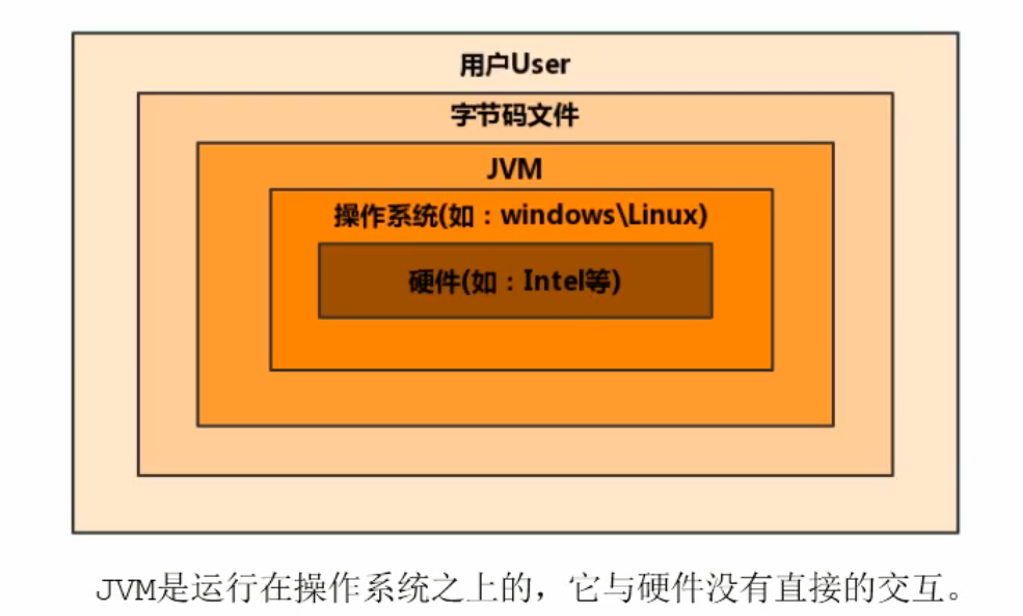 用户User
字节码文件
JVM
操作系统(如：windows\Linux)
硬件(如：Intel等)
JVM是运行在操作系统之上的，它与硬件没有直接的交互。